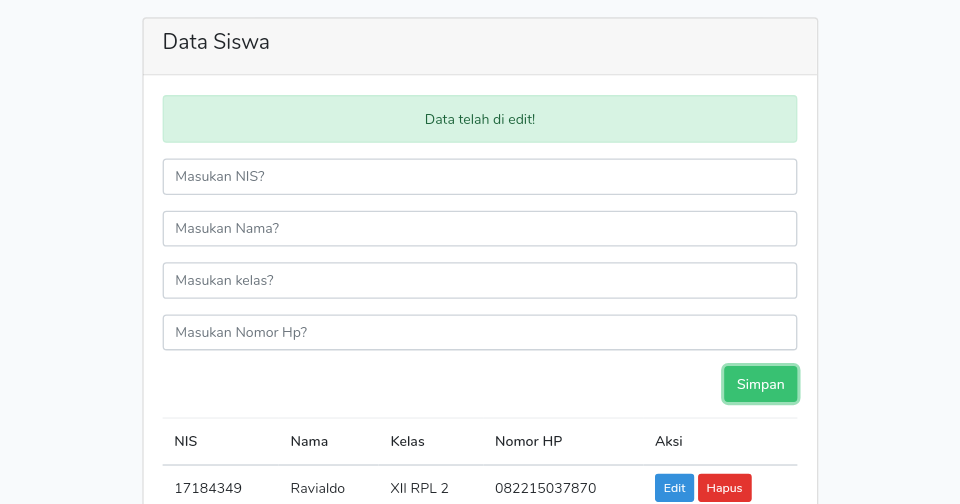 Data Siswa
Data telah di edit!
Masukan NIS?
Masukan Nama?
Masukan kelas?
Masukan Nomor Hp?
Simpan
NIS Nama Kelas Nomor HP Aksi
17184349 Ravialdo XII RPL 2 082215037870 Edit Hapus